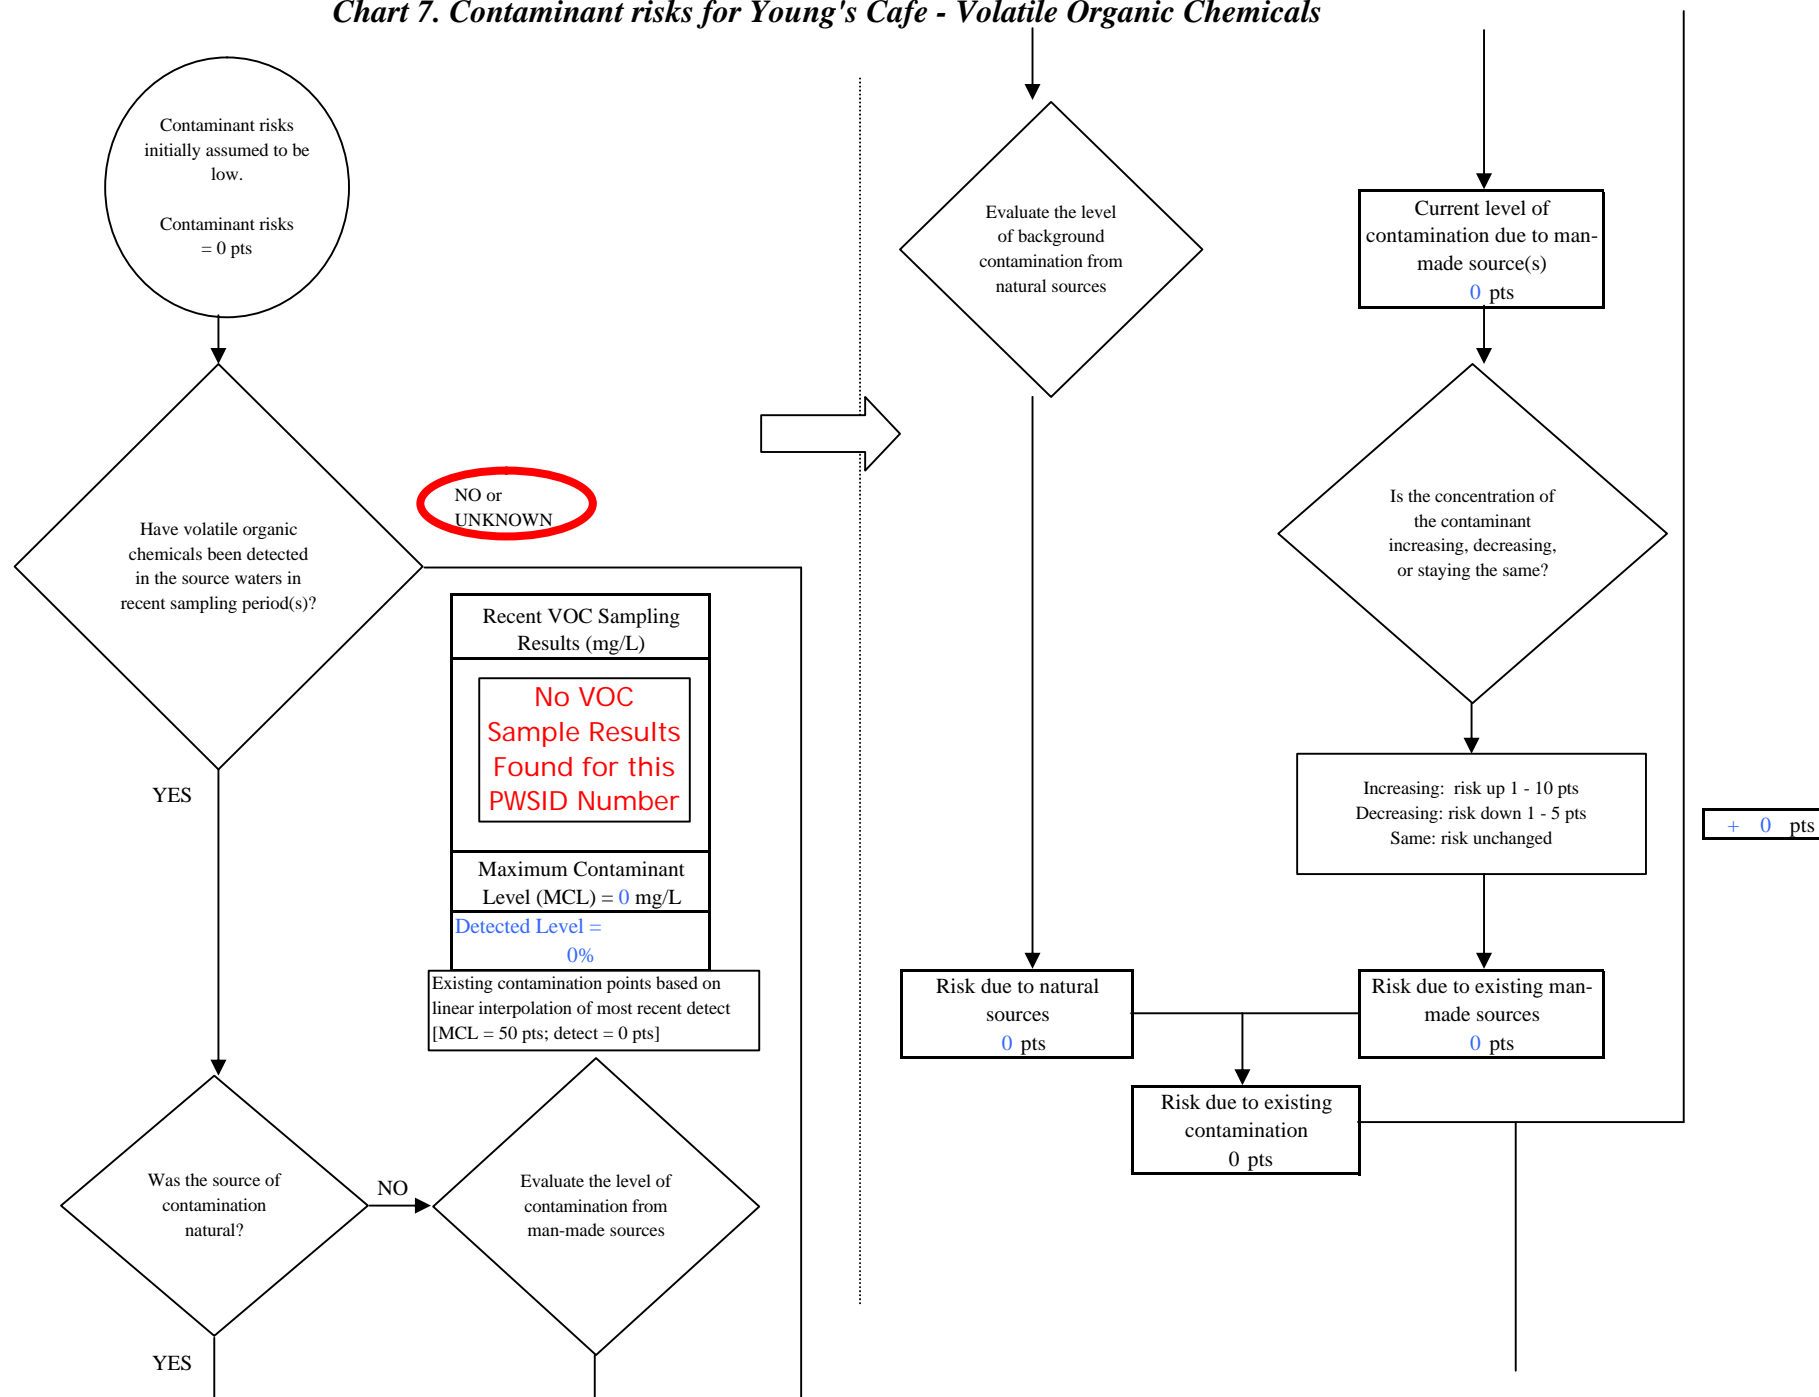 Chart 7. Contaminant risks for Young's Cafe - Volatile Organic Chemicals
Contaminant risks
initially assumed to be
low.
Contaminant risks
= 0 pts
Have volatile organic
chemicals been detected
in the source waters in
recent sampling period(s)?
NO or
UNKNOWN
YES
Recent VOC Sampling
Results (mg/L)
No VOC
Sample Results
Found for this
PWSID Number
Maximum Contaminant
Level (MCL) = 0 mg/L
Detected Level =
0%
Existing contamination points based on
linear interpolation of most recent detect
[MCL = 50 pts; detect = 0 pts]
Was the source of
contamination
natural?
NO
YES
Evaluate the level of
contamination from
man-made sources
Evaluate the level
of background
contamination from
natural sources
Current level of
contamination due to man-
made source(s)
0 pts
Is the concentration of
the contaminant
increasing, decreasing,
or staying the same?
Increasing: risk up 1 - 10 pts
Decreasing: risk down 1 - 5 pts
Same: risk unchanged
+ 0 pts
Risk due to natural
sources
0 pts
Risk due to existing man-
made sources
0 pts
Risk due to existing
contamination
0 pts